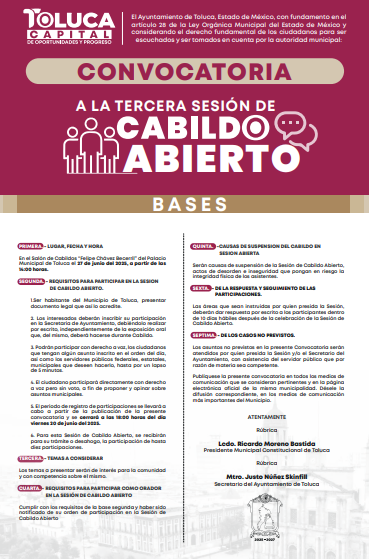 TOLUCA
CAPITAL
DE OPORTUNIDADES Y PROGRESO
El Ayuntamiento de Toluca, Estado de México, con fundamento en el
artículo 28 de la Ley Orgánica Municipal del Estado de México y
considerando el derecho fundamental de los ciudadanos para ser
escuchados y ser tomados en cuenta por la autoridad municipal:
CONVOCATORIA
A LA TERCERA SESIÓN DE
CABILDO
ABIERTO
BASES
PRIMERA.- LUGAR, FECHA Y HORA
En el Salón de Cabildos "Felipe Chávez Becerril" del Palacio
Municipal de Toluca el 27 de junio del 2025, a partir de las
14:00 horas.
SEGUNDA.- REQUISITOS PARA PARTICIPAR EN LA SESION
DE CABILDO ABIERTO.
1.Ser habitante del Municipio de Toluca, presentar
documento legal que así lo acredite.
2. Los interesados deberán inscribir su participación
en la Secretaría de Ayuntamiento, debiéndola realizar
por escrito, independientemente de la exposición oral
que, del mismo, deberá hacerse durante Cabildo.
3. Podrán participar con derecho a voz, los ciudadanos
que tengan algún asunto inscrito en el orden del día,
así como los servidores públicos federales, estatales,
municipales que deseen hacerlo, hasta por un lapso
de 5 minutos.
4. El ciudadano participará directamente con derecho
a voz pero sin voto, a fin de proponer y opinar sobre
asuntos municipales.
5. El periodo de registro de participaciones se llevará a
cabo a partir de la publicación de la presente
convocatoria y se cerrará a las 18:00 horas del día
viernes 20 de junio del 2025.
6. Para esta Sesión de Cabildo Abierto, se recibirán
para su trámite o desahogo, la participación de hasta
diez participaciones.
TERCERA.- TEMAS A CONSIDERAR
Los temas a presentar serán de interés para la comunidad
y con competencia sobre el mismo.
CUARTA.- REQUISITOS PARA PARTICIPAR COMO ORADOR
EN LA SESIÓN DE CABILDO ABIERTO
Cumplir con los requisitos de la base segunda y haber sido
notificado de su orden de participación en la Sesión de
Cabildo Abierto
QUINTA. -CAUSAS DE SUSPENSION DEL CABILDO EN
SESION ABIERTA
Serán causas de suspensión de la Sesión de Cabildo Abierto,
actos de desorden e inseguridad que pongan en riesgo la
integridad física de los asistentes.
SEXTA.- DE LA RESPUESTA Y SEGUIMIENTO DE LAS
PARTICIPACIONES.
Las áreas que sean instruidas por quien presida la Sesión,
deberán dar respuesta por escrito a los participantes dentro
de 10 días hábiles después de la celebración de la Sesión de
Cabildo Abierto.
SEPTIMA.- DE LOS CASOS NO PREVISTOS.
Los asuntos no previstos en la presente Convocatoria serán
atendidos por quien presida la Sesión y/o el Secretario del
Ayuntamiento, con asistencia del servidor público que por
razón de materia sea competente.
Publíquese la presente convocatoria en todos los medios de
comunicación que se consideran pertinentes y en la página
electrónica oficial de la misma municipalidad. Désele la
difusión correspondiente, en los medios de comunicación
más importantes del Municipio.
ATENTAMENTE
Rúbrica
Lcdo. Ricardo Moreno Bastida
Presidente Municipal Constitucional de Toluca
Rúbrica
Mtro. Justo Núñez Skinfill
Secretario del Ayuntamiento de Toluca
2025 - 2027